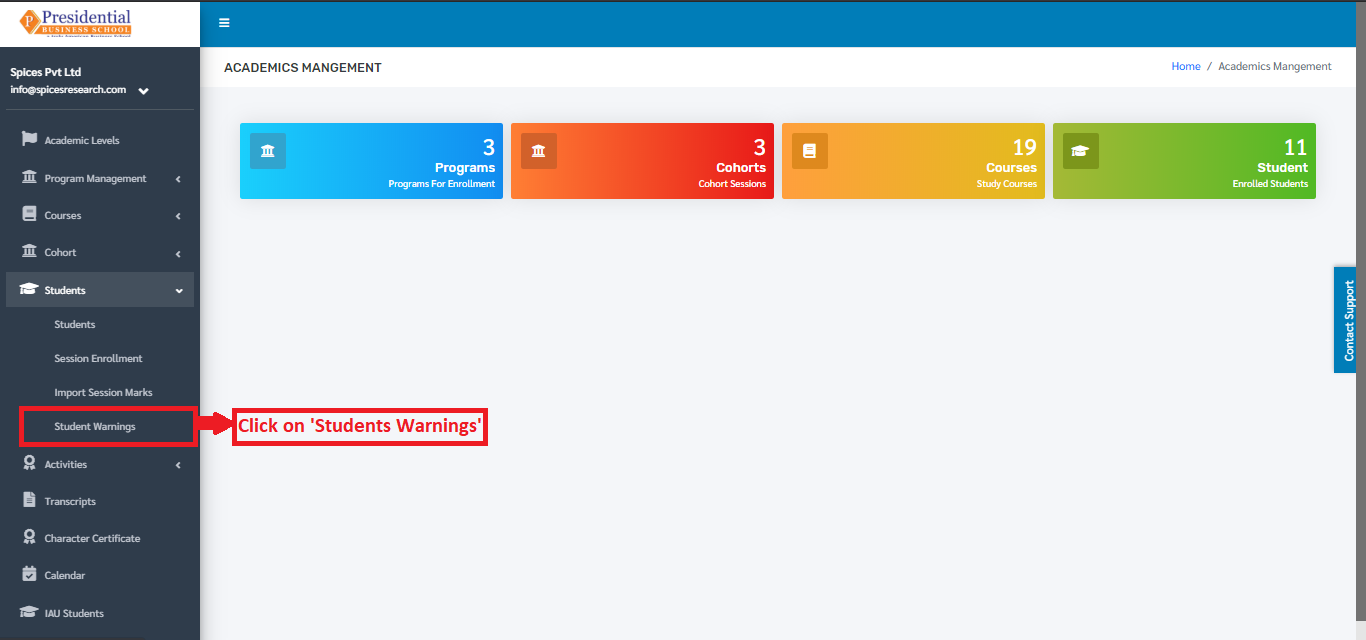 Presidential
BUSINESS SCHOOL
Spices Pvt Ltd
info@spicesresearch.com
Academic Levels
Program Management
Courses
Cohort
Students
Students
Session Enrollment
Import Session Marks
Student Warnings
Activities
Transcripts
Character Certificate
Calendar
IAU Students
ACADEMICS MANGEMENT
Home / Academics Mangement
3
Programs
Programs For Enrollment
3
Cohorts
Cohort Sessions
19
Courses
Study Courses
11
Student
Enrolled Students
Click on 'Students Warnings'
Contact Support